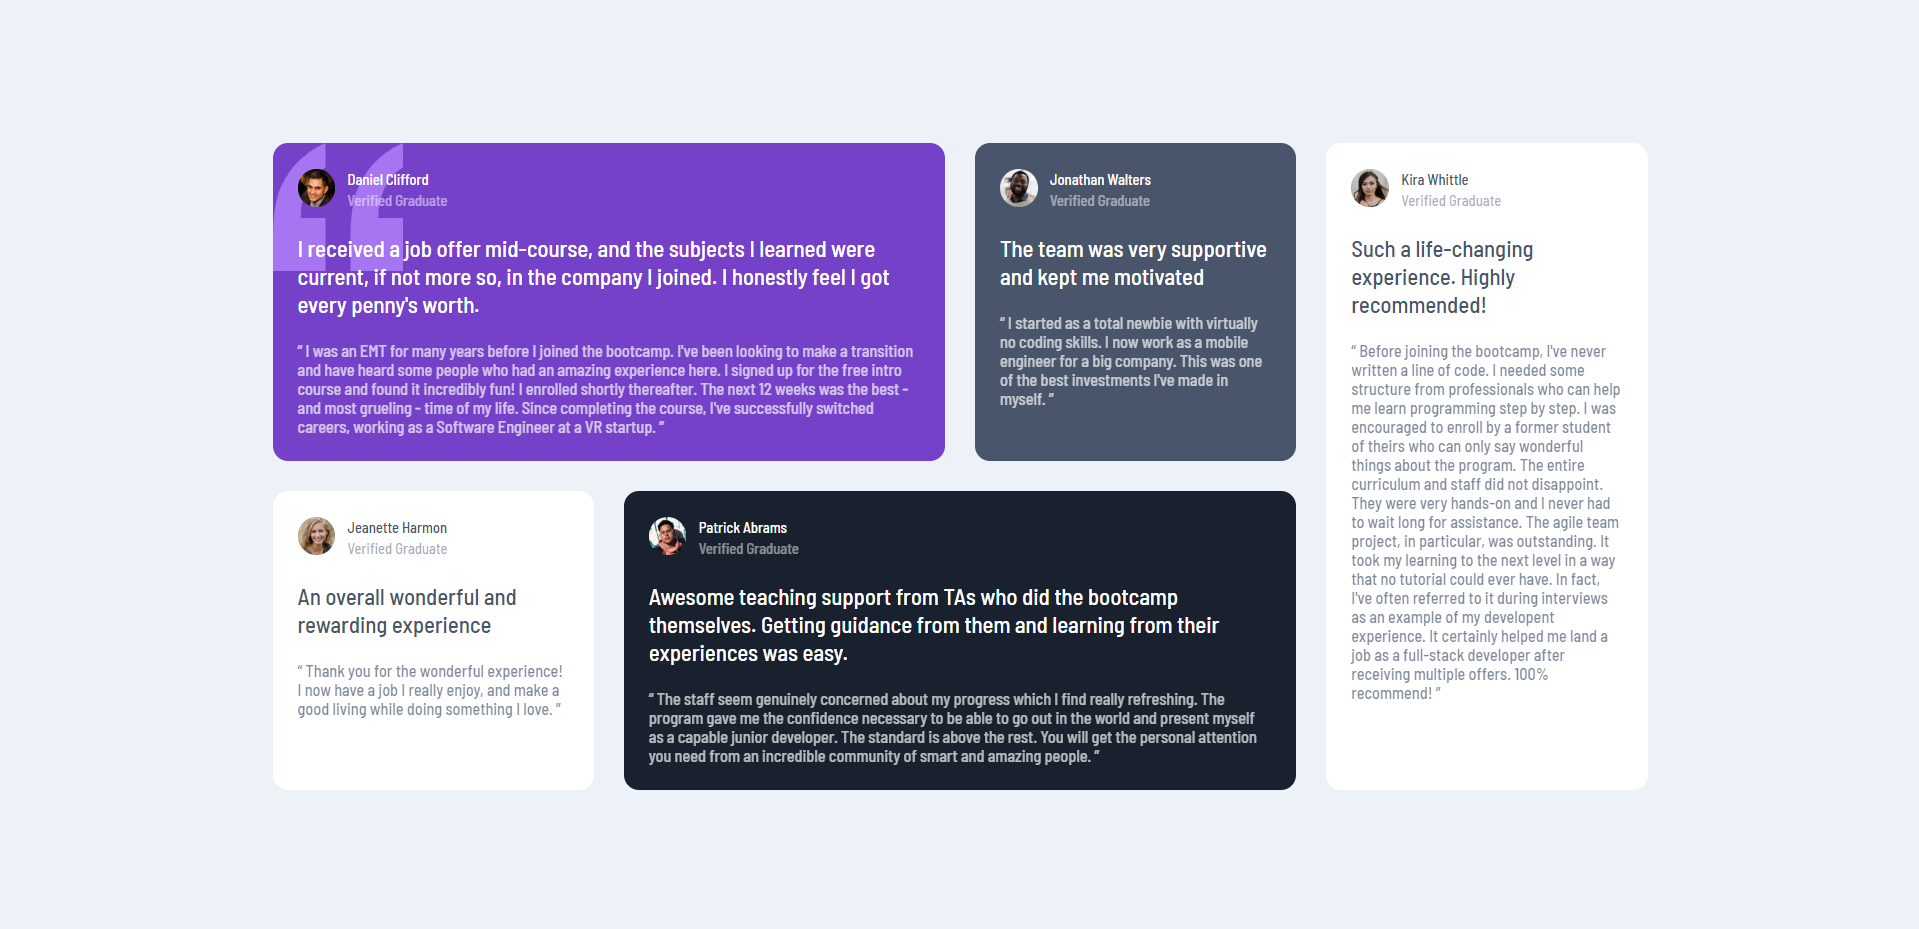 Daniel Clifford
Verified Graduate
I received a job offer mid-course, and the subjects I learned were
current, if not more so, in the company I joined. I honestly feel I got
every penny's worth.
“ I was an EMT for many years before I joined the bootcamp. I've been looking to make a transition
and have heard some people who had an amazing experience here. I signed up for the free intro
course and found it incredibly fun! I enrolled shortly thereafter. The next 12 weeks was the best -
and most grueling - time of my life. Since completing the course, I've successfully switched
careers, working as a Software Engineer at a VR startup. ”
Jonathan Walters
Verified Graduate
The team was very supportive
and kept me motivated
“ I started as a total newbie with virtually
no coding skills. I now work as a mobile
engineer for a big company. This was one
of the best investments I've made in
myself. ”
Kira Whittle
Verified Graduate
Such a life-changing
experience. Highly
recommended!
“ Before joining the bootcamp, I've never
written a line of code. I needed some
structure from professionals who can help
me learn programming step by step. I was
encouraged to enroll by a former student
of theirs who can only say wonderful
things about the program. The entire
curriculum and staff did not disappoint.
They were very hands-on and I never had
to wait long for assistance. The agile team
project, in particular, was outstanding. It
took my learning to the next level in a way
that no tutorial could ever have. In fact,
I've often referred to it during interviews
as an example of my developent
experience. It certainly helped me land a
job as a full-stack developer after
receiving multiple offers. 100%
recommend! ”
Jeanette Harmon
Verified Graduate
An overall wonderful and
rewarding experience
“ Thank you for the wonderful experience!
I now have a job I really enjoy, and make a
good living while doing something I love. ”
Patrick Abrams
Verified Graduate
Awesome teaching support from TAs who did the bootcamp
themselves. Getting guidance from them and learning from their
experiences was easy.
“ The staff seem genuinely concerned about my progress which I find really refreshing. The
program gave me the confidence necessary to be able to go out in the world and present myself
as a capable junior developer. The standard is above the rest. You will get the personal attention
you need from an incredible community of smart and amazing people. ”